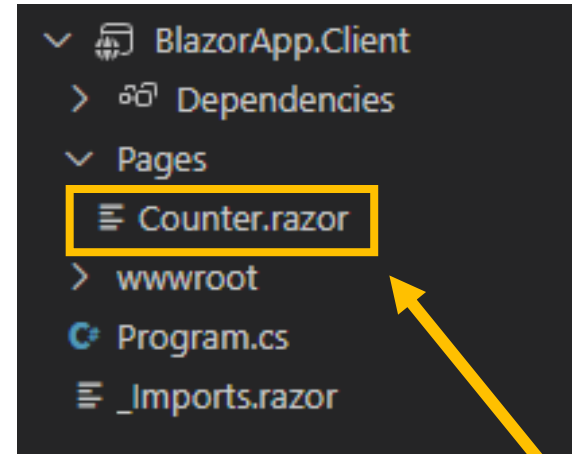 BlazorApp.Client
Dependencies
Pages
Counter.razor
wwwroot
C# Program.cs
_Imports.razor